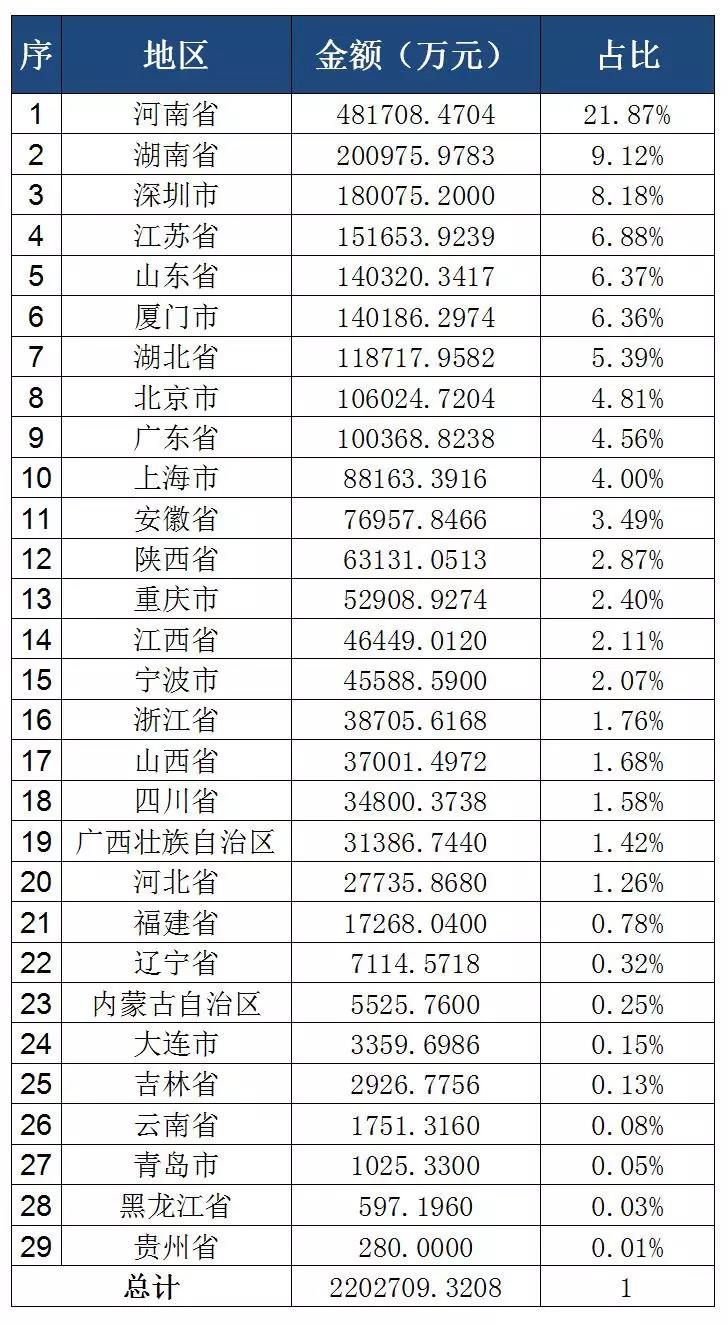 序 地区 金额（万元） 占比
1 河南省 481708.4704 21.87%
2 湖南省 200975.9783 9.12%
3 深圳市 180075.2000 8.18%
4 江苏省 151653.9239 6.88%
5 山东省 140320.3417 6.37%
6 厦门市 140186.2974 6.36%
7 湖北省 118717.9582 5.39%
8 北京市 106024.7204 4.81%
9 广东省 100368.8238 4.56%
10 上海市 88163.3916 4.00%
11 安徽省 76957.8466 3.49%
12 陕西省 63131.0513 2.87%
13 重庆市 52908.9274 2.40%
14 江西省 46449.0120 2.11%
15 宁波市 45588.5900 2.07%
16 浙江省 38705.6168 1.76%
17 山西省 37001.4972 1.68%
18 四川省 34800.3738 1.58%
19 广西壮族自治区 31386.7440 1.42%
20 河北省 27735.8680 1.26%
21 福建省 17268.0400 0.78%
22 辽宁省 7114.5718 0.32%
23 内蒙古自治区 5525.7600 0.25%
24 大连市 3359.6986 0.15%
25 吉林省 2926.7756 0.13%
26 云南省 1751.3160 0.08%
27 青岛市 1025.3300 0.05%
28 黑龙江省 597.1960 0.03%
29 贵州省 280.0000 0.01%
总计 2202709.3208 1